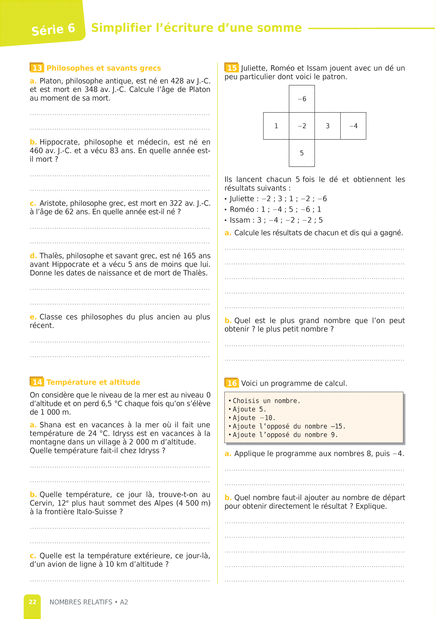 Série 6
Simplifier l'écriture d'une somme
13 Philosophes et savants grecs
a. Platon, philosophe antique, est né en 428 av J.-C.
et est mort en 348 av. J.-C. Calcule l'âge de Platon
au moment de sa mort.
b. Hippocrate, philosophe et médecin, est né en
460 av. J.-C. et a vécu 83 ans. En quelle année est-
il mort ?
c. Aristote, philosophe grec, est mort en 322 av. J.-C.
à l'âge de 62 ans. En quelle année est-il né ?
d. Thalès, philosophe et savant grec, est né 165 ans
avant Hippocrate et a vécu 5 ans de moins que lui.
Donne les dates de naissance et de mort de Thalès.
e. Classe ces philosophes du plus ancien au plus
récent.
14 Température et altitude
On considère que le niveau de la mer est au niveau 0
d'altitude et on perd 6,5 °C chaque fois qu'on s'élève
de 1 000 m.
a. Shana est en vacances à la mer où il fait une
température de 24 °C. Idryss est en vacances à la
montagne dans un village à 2 000 m d'altitude.
Quelle température fait-il chez Idryss ?
b. Quelle température, ce jour là, trouve-t-on au
Cervin, 12e plus haut sommet des Alpes (4 500 m)
à la frontière Italo-Suisse ?
c. Quelle est la température extérieure, ce jour-là,
d'un avion de ligne à 10 km d'altitude ?
15 Juliette, Roméo et Issam jouent avec un dé un
peu particulier dont voici le patron.
−6
1 −2 3 −4
5
Ils lancent chacun 5 fois le dé et obtiennent les
résultats suivants :
• Juliette : −2 ; 3 ; 1 ; −2 ; −6
• Roméo : 1 ; −4 ; 5 ; −6 ; 1
• Issam : 3 ; −4 ; −2 ; −2 ; 5
a. Calcule les résultats de chacun et dis qui a gagné.
b. Quel est le plus grand nombre que l'on peut
obtenir ? le plus petit nombre ?
16 Voici un programme de calcul.
• Choisis un nombre.
• Ajoute 5.
• Ajoute −10.
• Ajoute l'opposé du nombre −15.
• Ajoute l'opposé du nombre 9.
a. Applique le programme aux nombres 8, puis −4.
b. Quel nombre faut-il ajouter au nombre de départ
pour obtenir directement le résultat ? Explique.
22 NOMBRES RELATIFS • A2